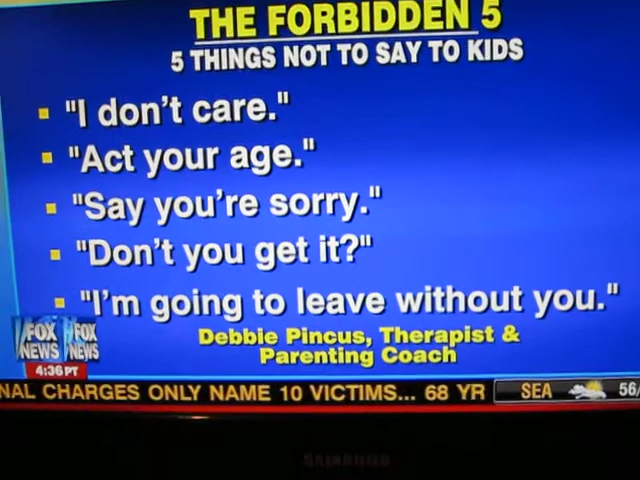 THE FORBIDDEN 5
5 THINGS NOT TO SAY TO KIDS
"I don't care."
"Act your age."
"Say you're sorry."
"Don't you get it?"
"I'm going to leave without you."
Debbie Pincus, Therapist &
Parenting Coach
FOX NEWS
FOX NEWS
4:36 PT
NAL CHARGES ONLY NAME 10 VICTIMS... 68 YR
SEA 56/
SAMSUNG